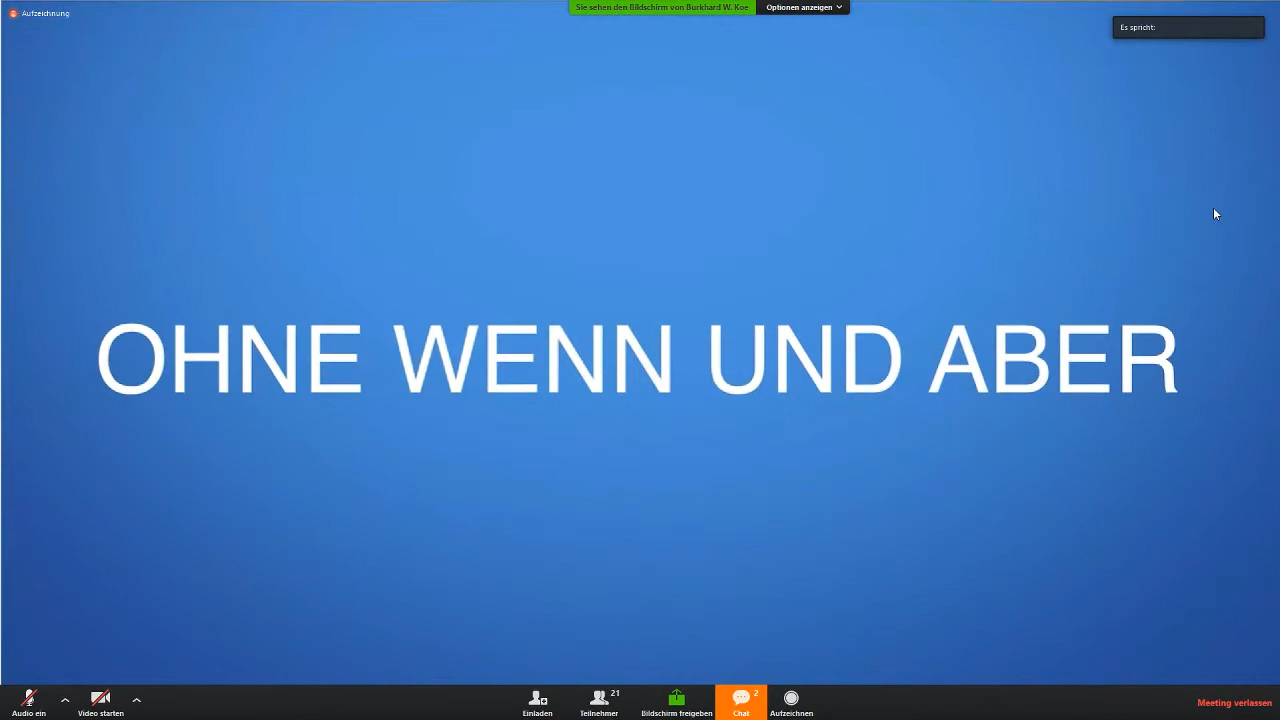 Aufzeichnung
Sie sehen den Bildschirm von Burkhard W. Koe
Optionen anzeigen
Es spricht:
OHNE WENN UND ABER
Audio ein
Video starten
Einladen
21
Teilnehmer
Bildschirm freigeben
2
Chat
Aufzeichnen
Meeting verlassen